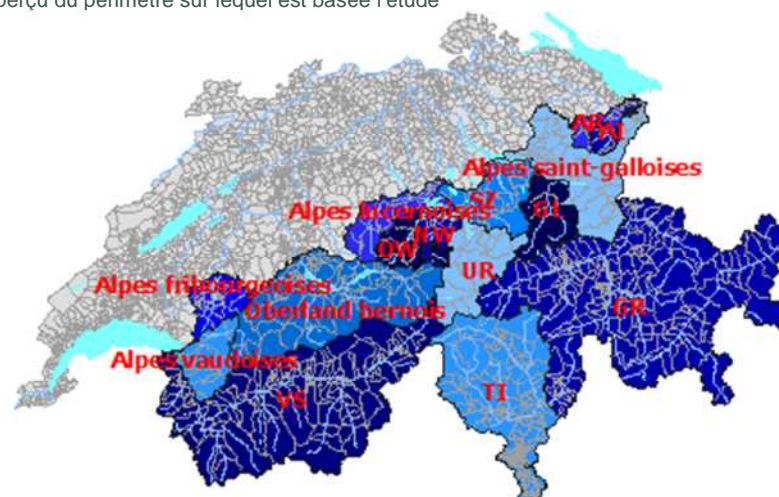 perçu du périmètre sur lequel est basée l'étude
AR
AI
Alpes saint-galloises
SZ
Alpes lucernoises
GL
NW
OW
UR
Alpes fribourgeoises
GR
Oberland bernois
Alpes vaudoises
TI
VS